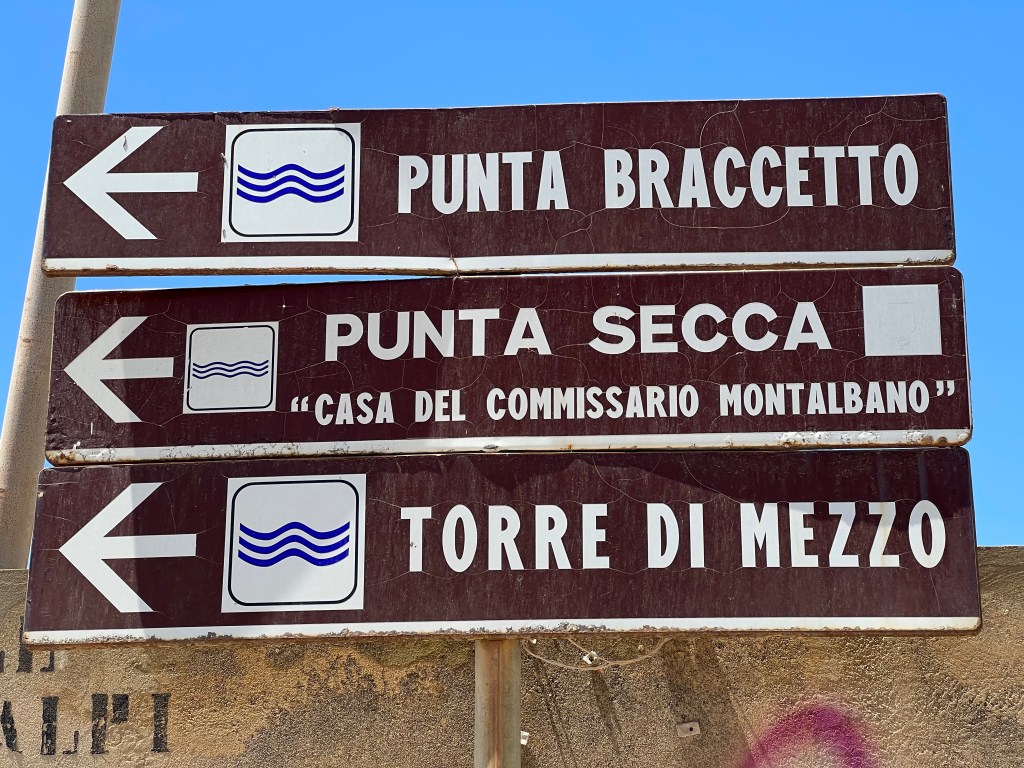 PUNTA BRACCETTO
PUNTA SECCA
“CASA DEL COMMISSARIO MONTALBANO”
TORRE DI MEZZO